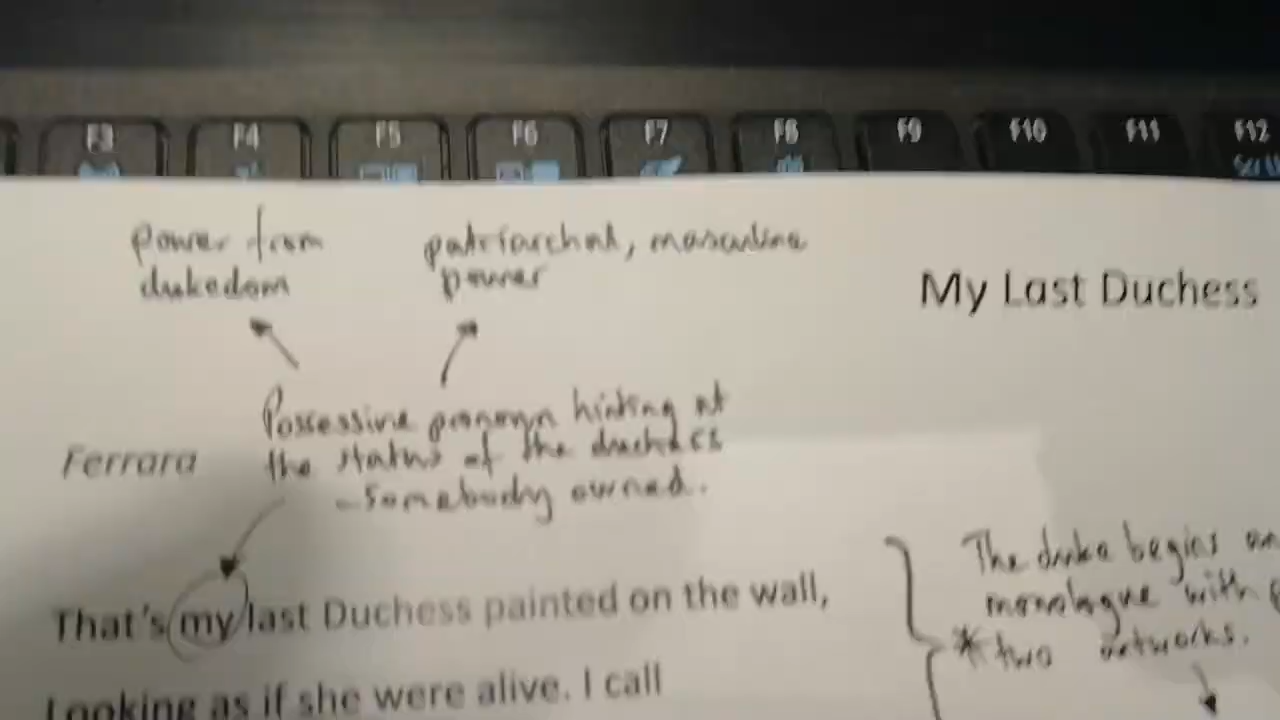 F3 F4 F5 F6 F7 F8 F9 F10 F11 F12
power from
dukedom
patriarchal, masculine
power
My Last Duchess
Possessive pronoun hinting at
the status of the duchess
- Somebody owned.
Ferrara
That's my last Duchess painted on the wall,
Looking as if she were alive. I call
The duke begins
monologue with
* two artworks.